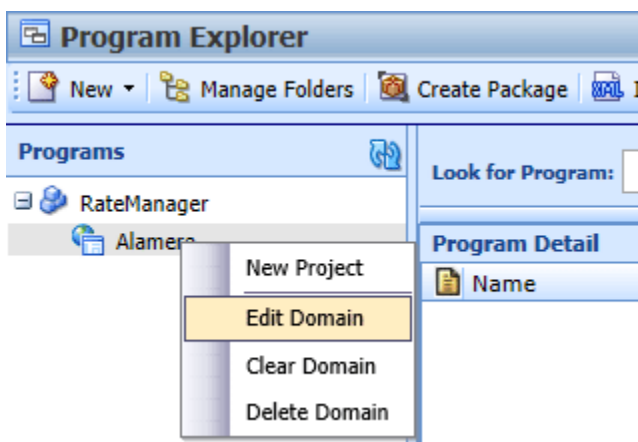 Program Explorer
New Manage Folders Create Package XML
Programs
Look for Program:
RateManager
Program Detail
Name
New Project
Edit Domain
Clear Domain
Delete Domain